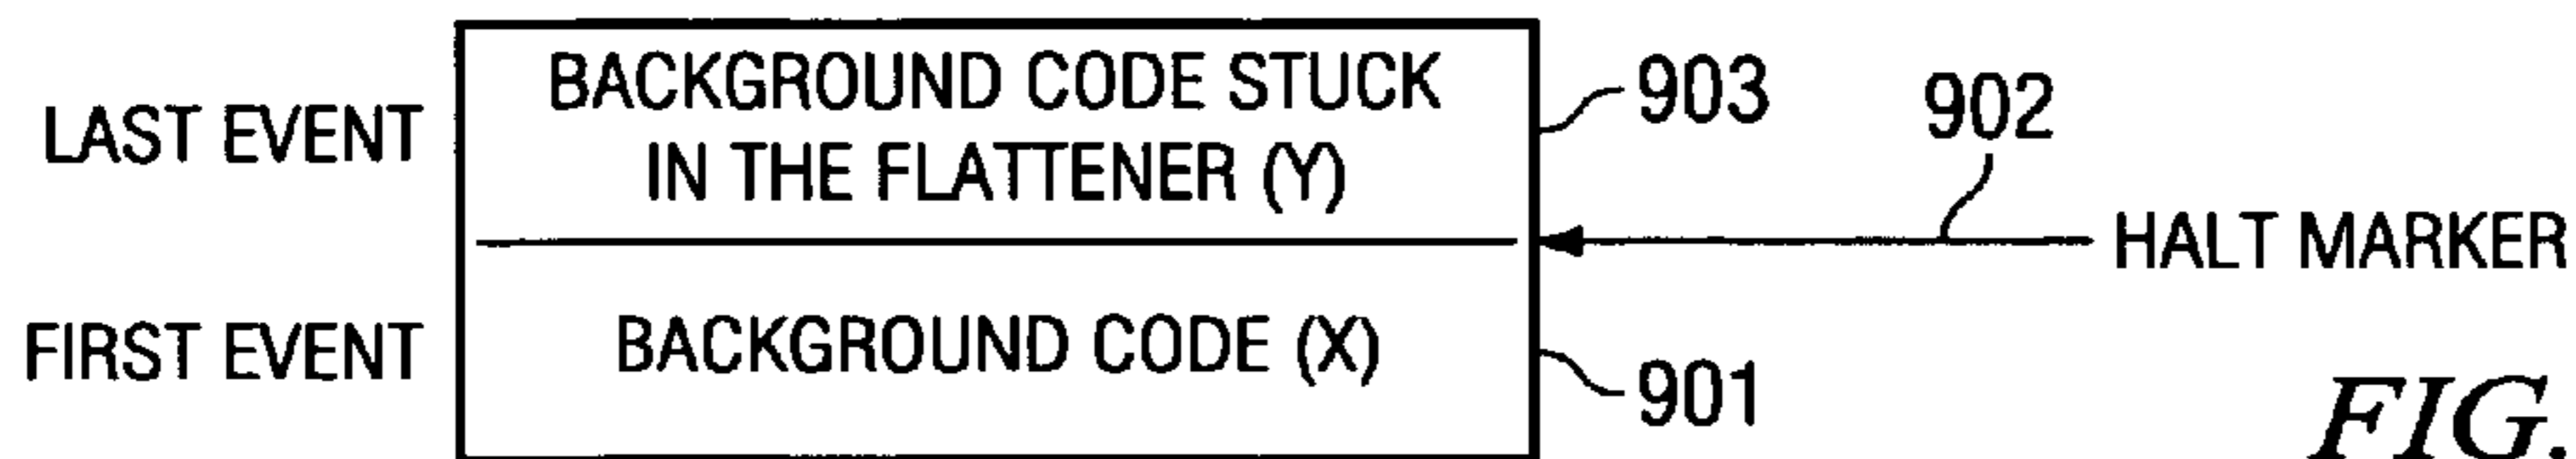 BACKGROUND CODE STUCK
IN THE FLATTENER (Y)
903
902
LAST EVENT
HALT MARKER
FIRST EVENT
BACKGROUND CODE (X)
901
FIG.